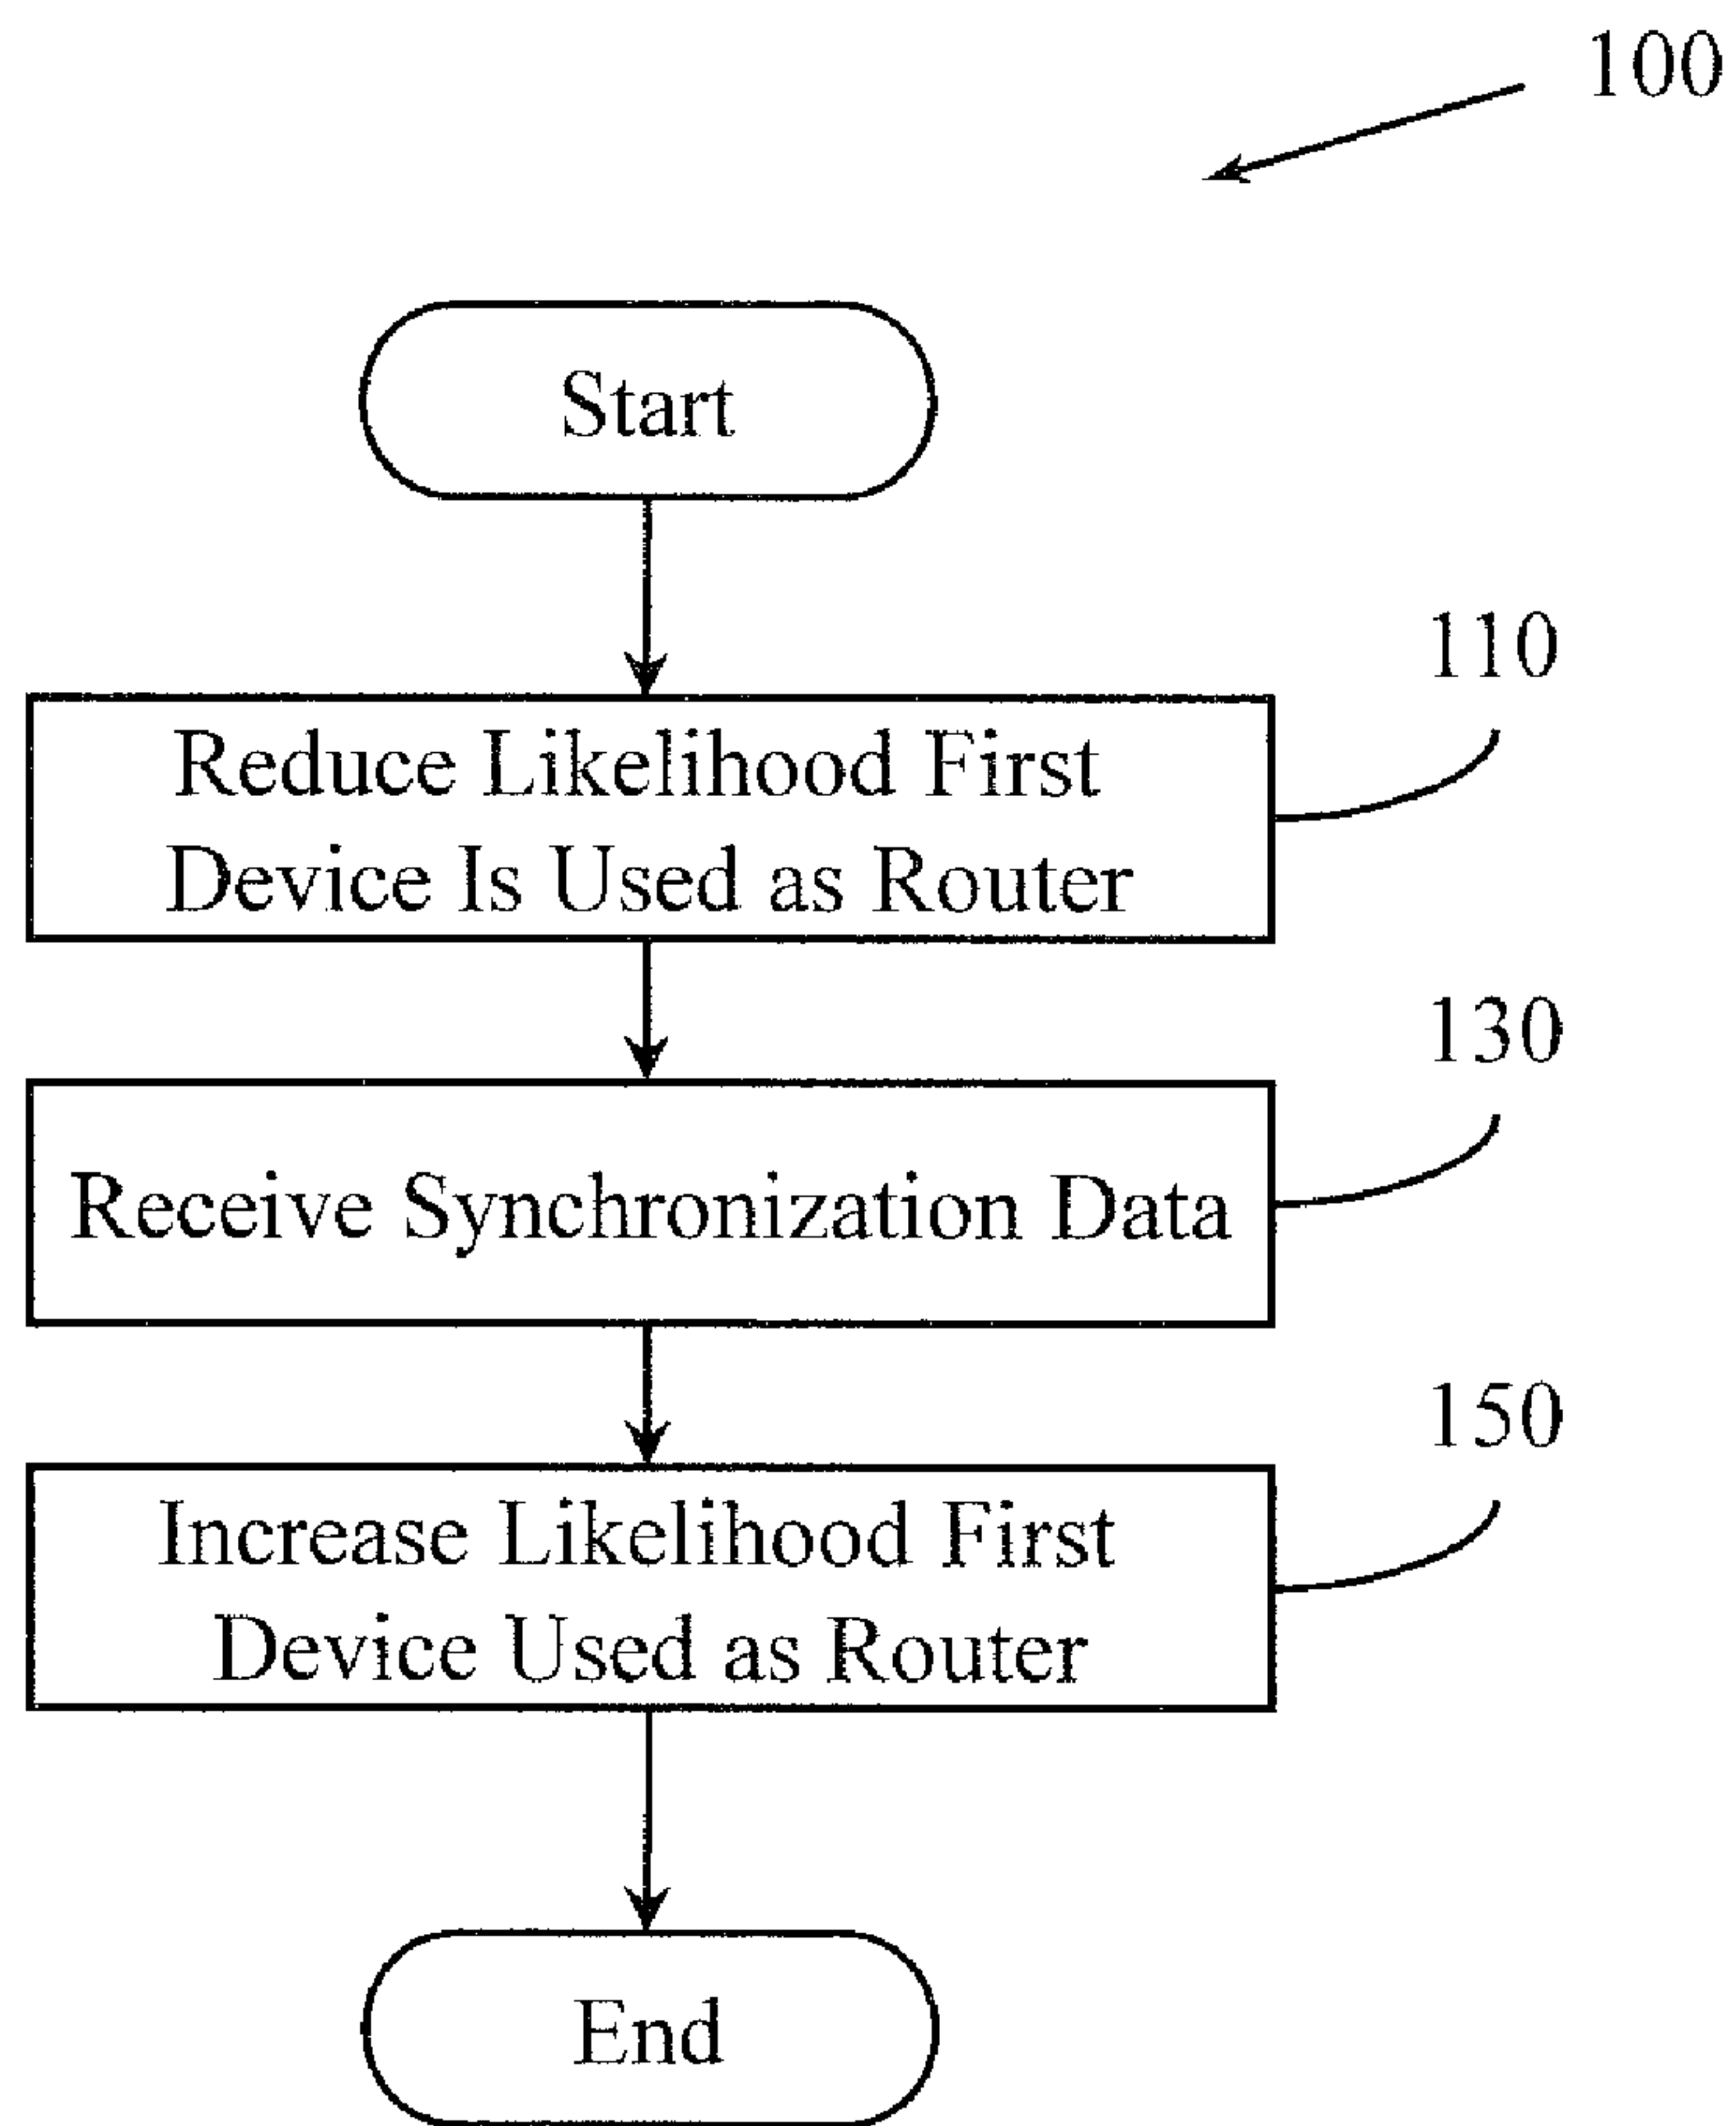 100
Start
110
Reduce Likelihood First
Device Is Used as Router
130
Receive Synchronization Data
150
Increase Likelihood First
Device Used as Router
End